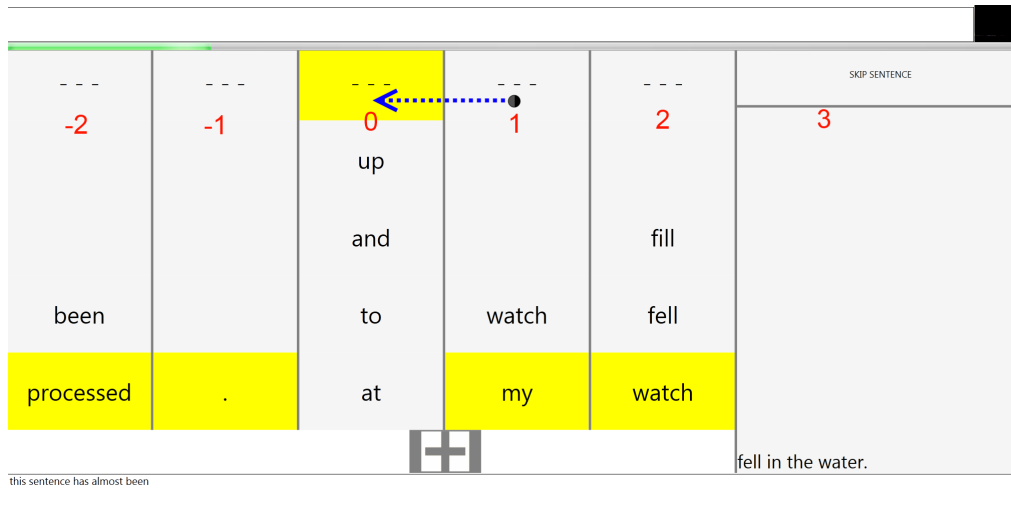 - - - - - - - - - - - - - - - SKIP SENTENCE
-2 -1 0 1 2 3
up
and fill
been to watch fell
processed . at my watch
fell in the water.
this sentence has almost been